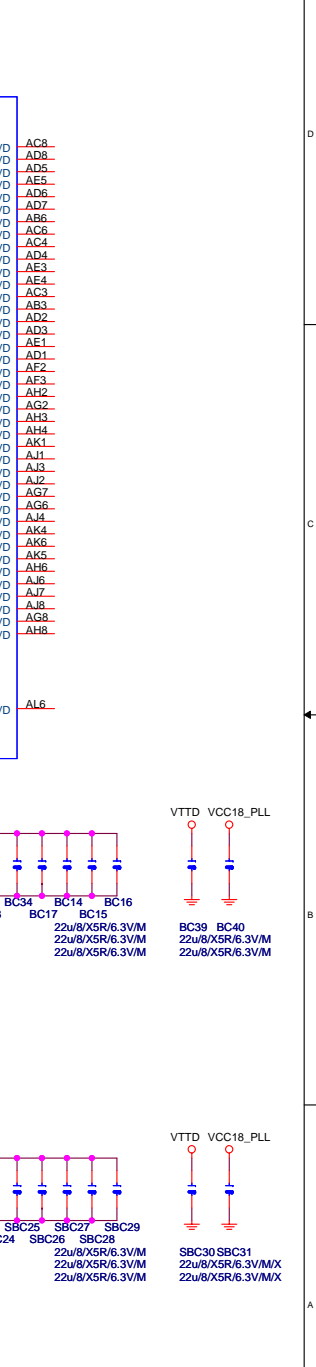 D
/D AC8
/D AD8
/D AD5
/D AE5
/D AD6
/D AD7
/D AB6
/D AC6
/D AC4
/D AD4
/D AE3
/D AE4
/D AC3
/D AB3
/D AD2
/D AD3
/D AE1
/D AD1
/D AF2
/D AF3
/D AH2
/D AG2
/D AH3
/D AH4
/D AK1
/D AJ1
/D AJ3
/D AJ2
/D AG7
/D AG6
/D AJ4
/D AK4
/D AK6
/D AK5
/D AH6
/D AJ6
/D AJ7
/D AJ8
/D AG8
/D AH8
C
/D AL6
VTTD VCC18_PLL
BC34 BC14 BC16
BC17 BC15
22u/8/X5R/6.3V/M
22u/8/X5R/6.3V/M
22u/8/X5R/6.3V/M
BC39 BC40
22u/8/X5R/6.3V/M
22u/8/X5R/6.3V/M
B
VTTD VCC18_PLL
SBC25 SBC27 SBC29
C24 SBC26 SBC28
22u/8/X5R/6.3V/M
22u/8/X5R/6.3V/M
22u/8/X5R/6.3V/M
SBC30 SBC31
22u/8/X5R/6.3V/M/X
22u/8/X5R/6.3V/M/X
A